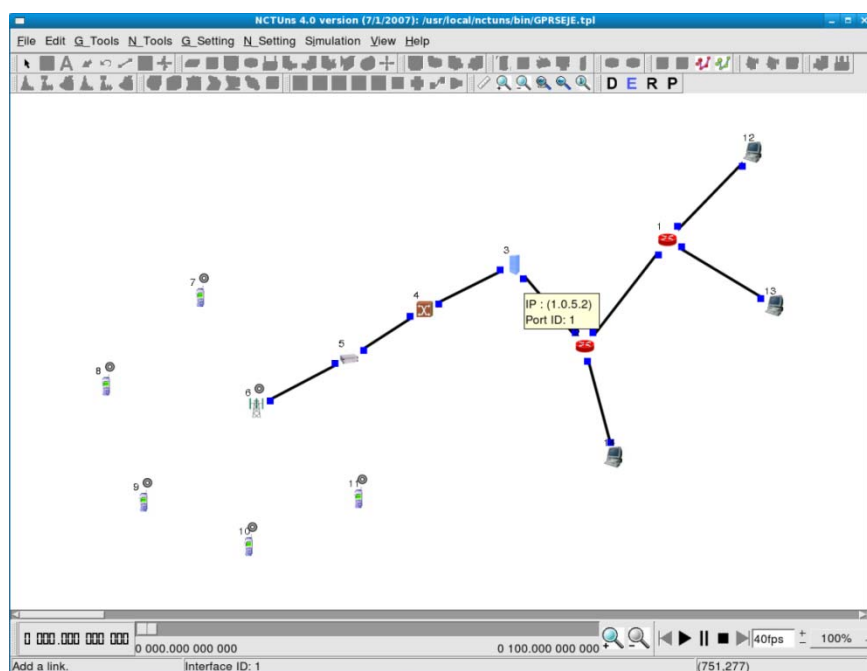 NCTUns 4.0 version (7/1/2007): /usr/local/nctuns/bin/GPRSEJE.tpl
File Edit G_Tools N_Tools G_Setting N_Setting Simulation View Help
A
D E R P
12
1
3
7
4
13
IP : (1.0.5.2)
Port ID: 1
5
8
6
11
9
10
0 000.000 000 000
40fps
100%
0 000.000 000 000
0 100.000 000 000
Add a link.
Interface ID: 1
(751,277)